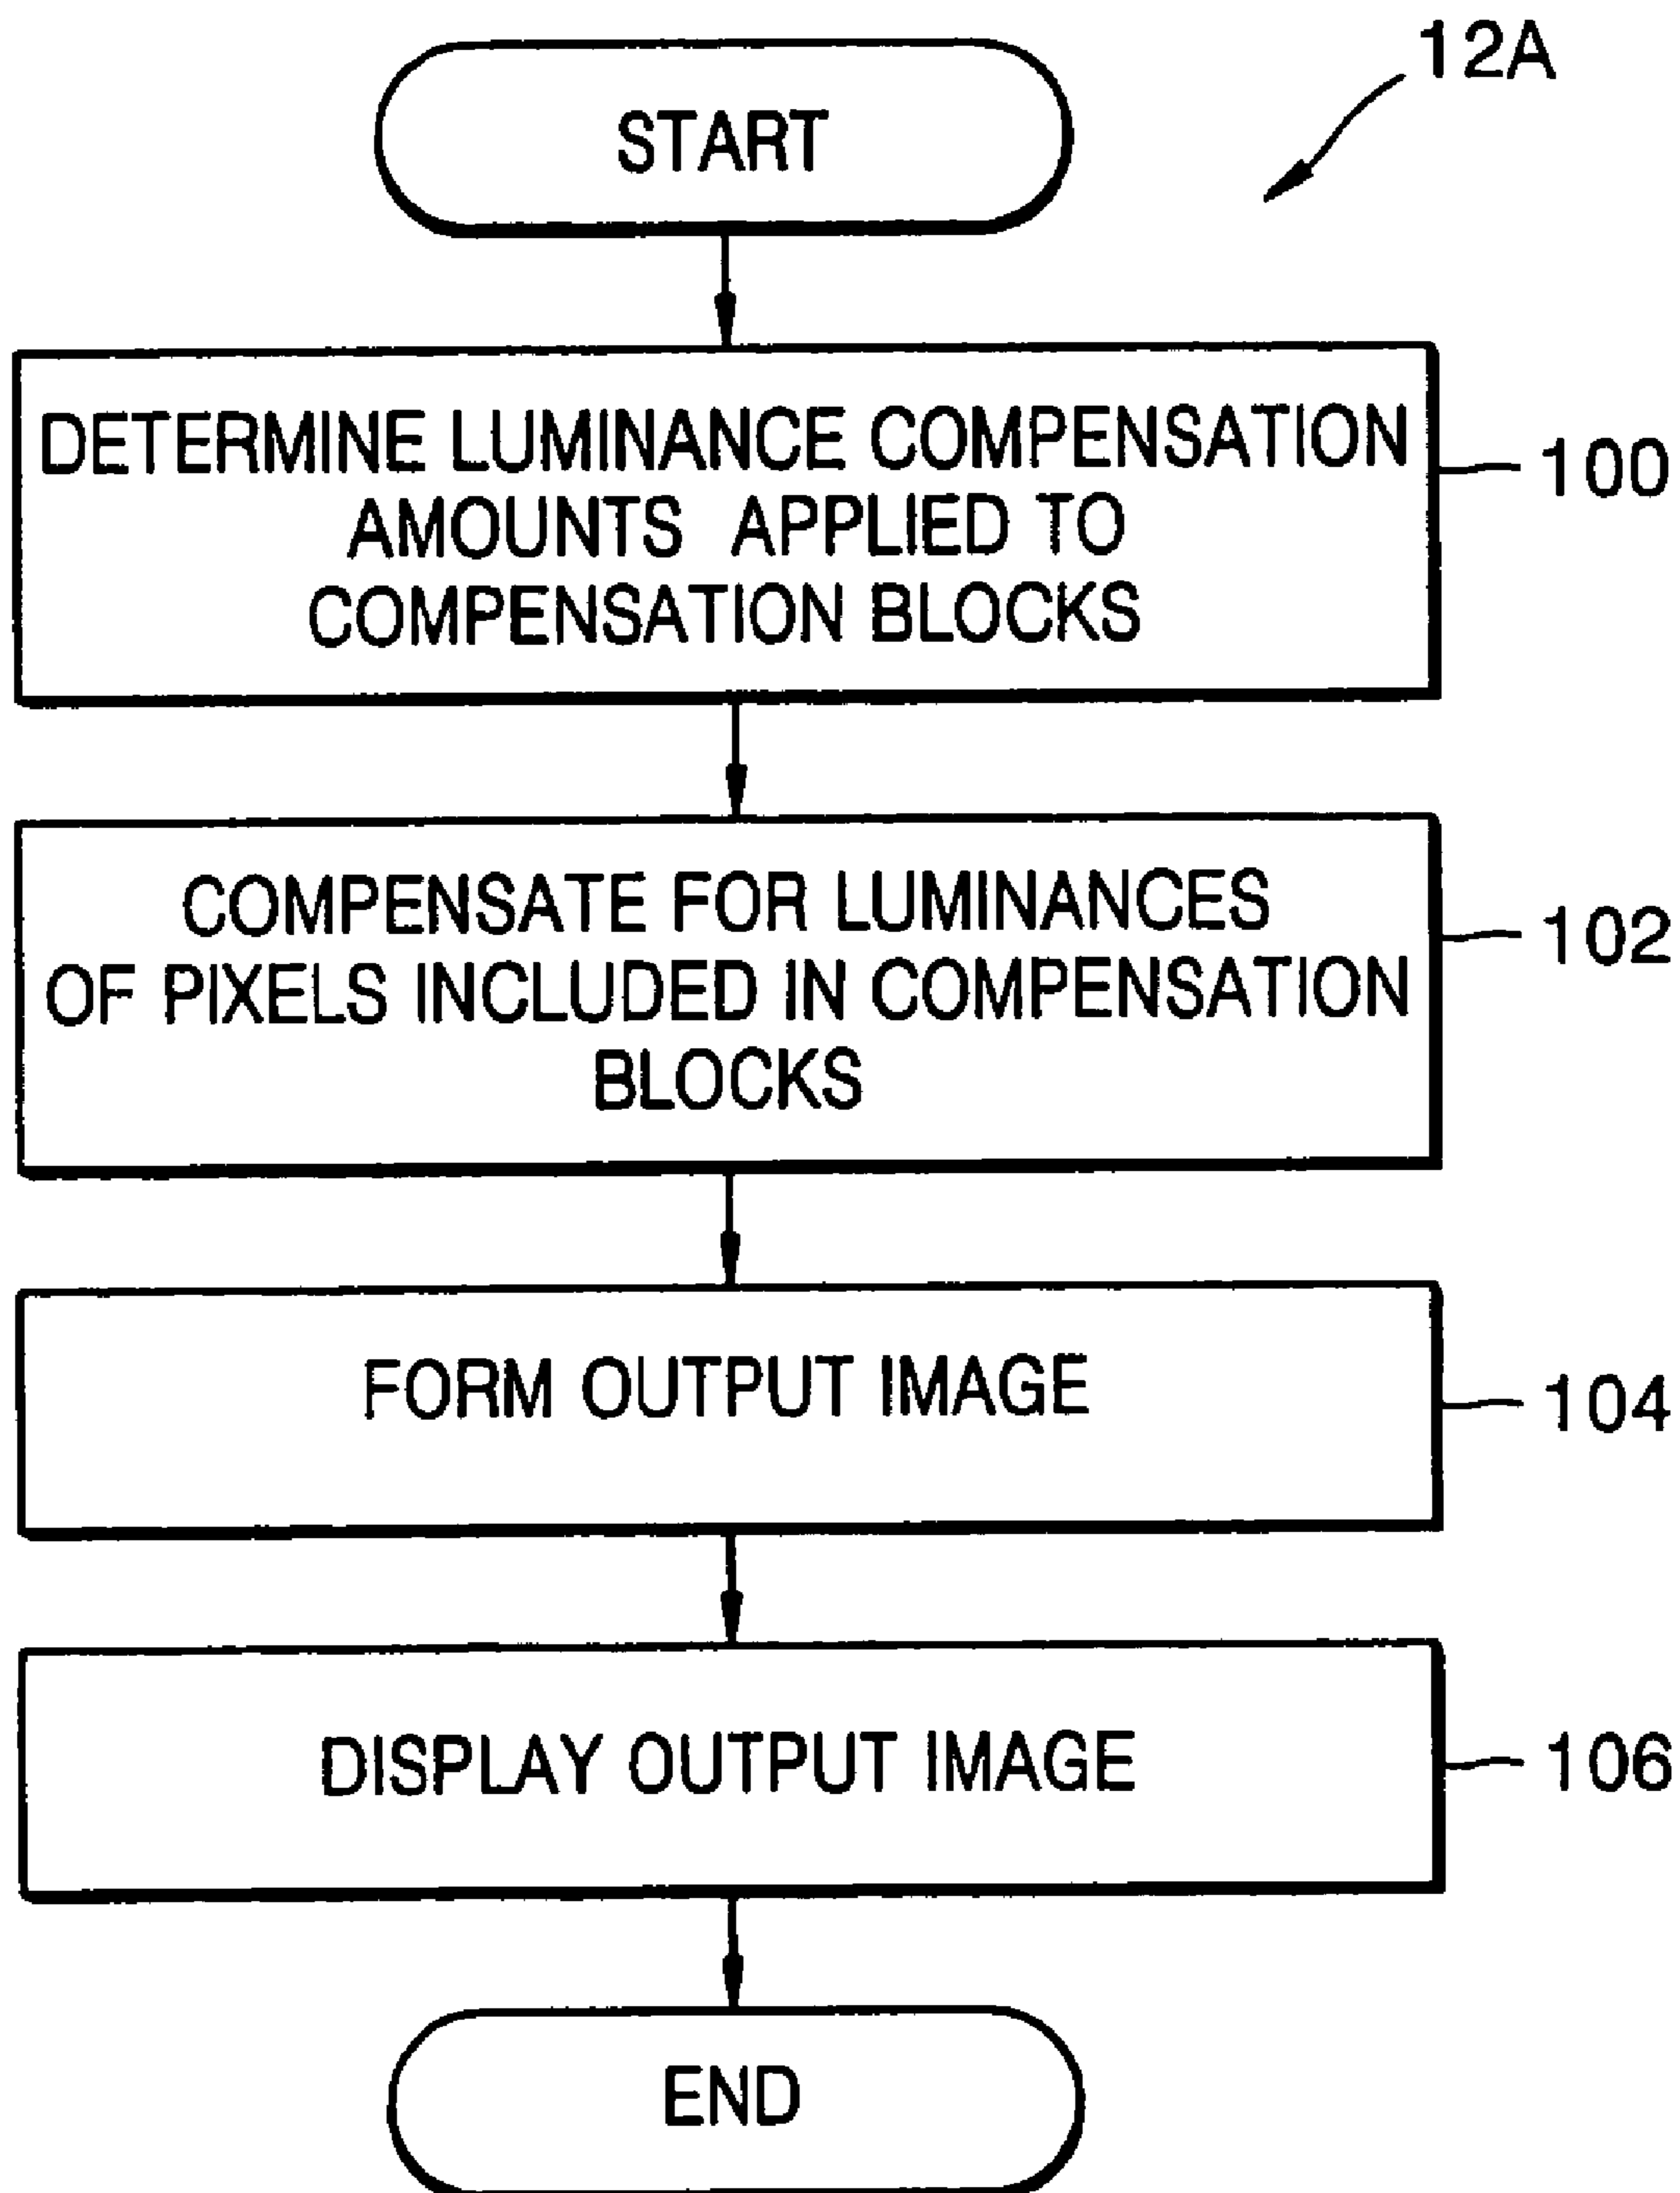 12A
START
DETERMINE LUMINANCE COMPENSATION
AMOUNTS APPLIED TO
COMPENSATION BLOCKS
100
COMPENSATE FOR LUMINANCES
OF PIXELS INCLUDED IN COMPENSATION
BLOCKS
102
FORM OUTPUT IMAGE
104
DISPLAY OUTPUT IMAGE
106
END